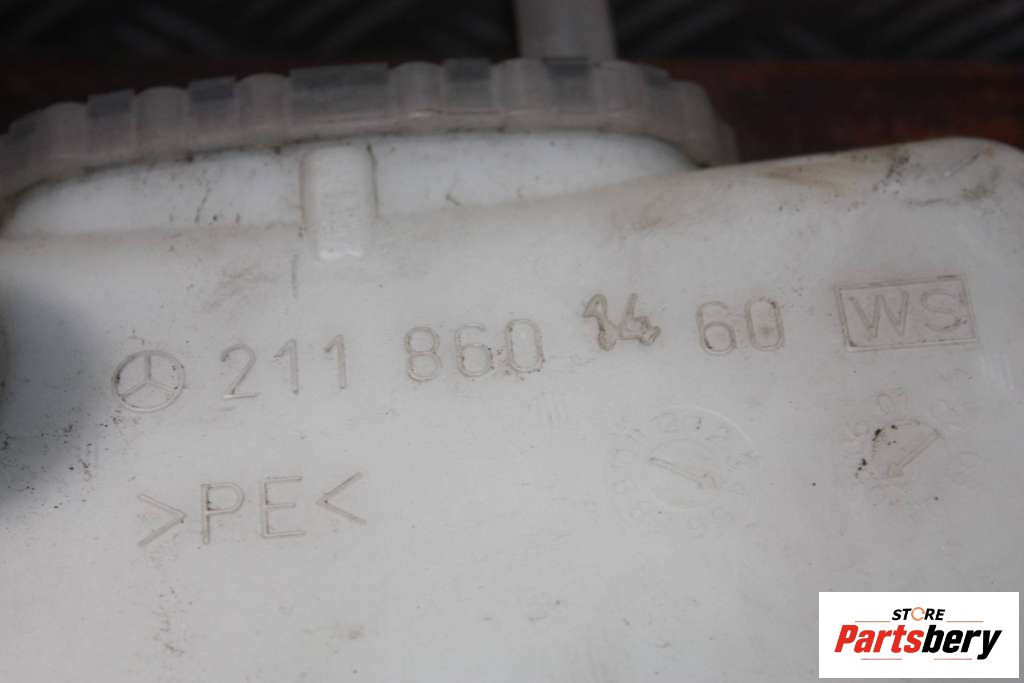 211 860 14 60 WS
>PE<
STORE
Partsbery